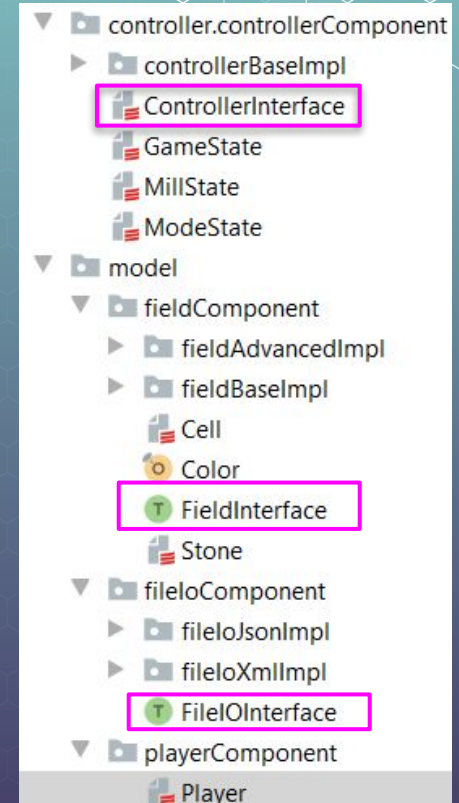 controller.controllerComponent
controllerBaseImpl
ControllerInterface
GameState
MillState
ModeState
model
fieldComponent
fieldAdvancedImpl
fieldBaseImpl
Cell
Color
FieldInterface
Stone
fileIoComponent
fileIoJsonImpl
fileIoXmlImpl
FileIOInterface
playerComponent
Player